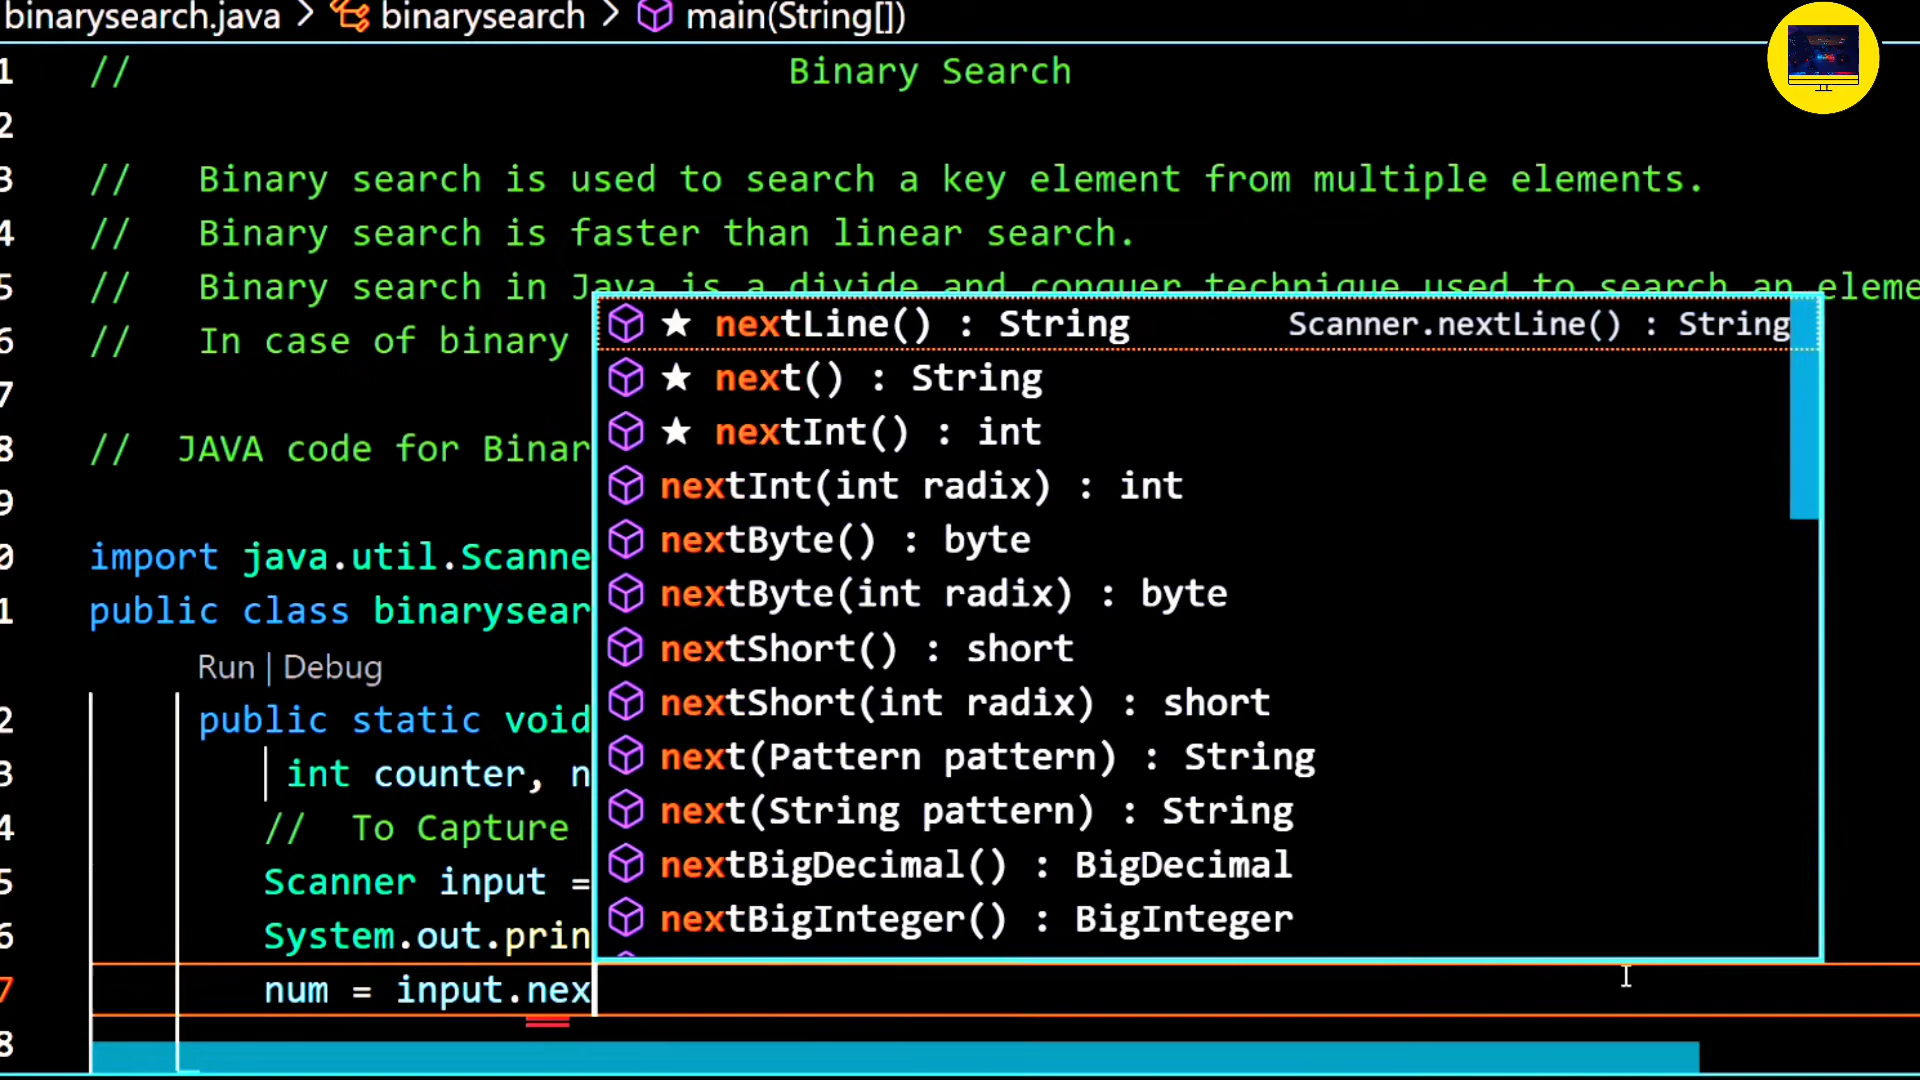 binarysearch.java > binarysearch > main(String[])
1 // Binary Search
2
3 // Binary search is used to search a key element from multiple elements.
4 // Binary search is faster than linear search.
5 // Binary search in Java is a divide and conquer technique used to search an eleme
6 // In case of binary
7
8 // JAVA code for Binar
9
0 import java.util.Scanne
1 public class binarysear
Run | Debug
2 public static void
3 int counter, n
4 // To Capture
5 Scanner input =
6 System.out.prin
7 num = input.nex
8
★ nextLine() : String Scanner.nextLine() : String
★ next() : String
★ nextInt() : int
nextInt(int radix) : int
nextByte() : byte
nextByte(int radix) : byte
nextShort() : short
nextShort(int radix) : short
next(Pattern pattern) : String
next(String pattern) : String
nextBigDecimal() : BigDecimal
nextBigInteger() : BigInteger